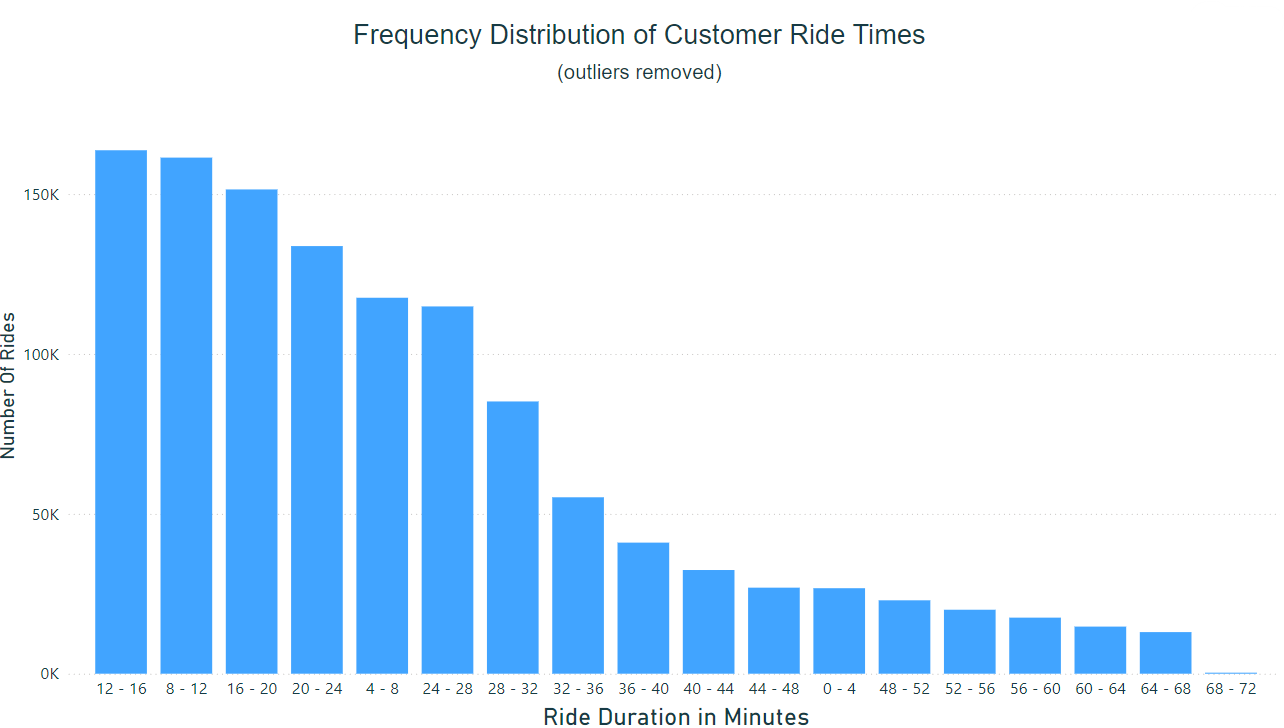 Frequency Distribution of Customer Ride Times
(outliers removed)
Number Of Rides
150K
100K
50K
0K
12 - 16 8 - 12 16 - 20 20 - 24 4 - 8 24 - 28 28 - 32 32 - 36 36 - 40 40 - 44 44 - 48 0 - 4 48 - 52 52 - 56 56 - 60 60 - 64 64 - 68 68 - 72
Ride Duration in Minutes